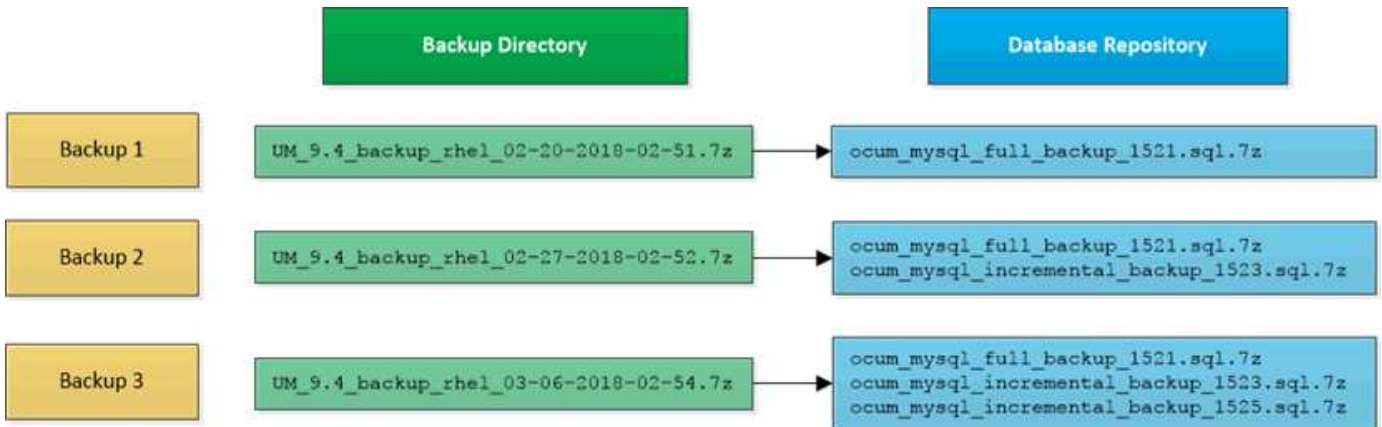 Backup Directory
Database Repository
Backup 1
UM_9.4_backup_rhel_02-20-2018-02-51.7z
ocum_mysql_full_backup_1521.sql.7z
Backup 2
UM_9.4_backup_rhel_02-27-2018-02-52.7z
ocum_mysql_full_backup_1521.sql.7z
ocum_mysql_incremental_backup_1523.sql.7z
Backup 3
UM_9.4_backup_rhel_03-06-2018-02-54.7z
ocum_mysql_full_backup_1521.sql.7z
ocum_mysql_incremental_backup_1523.sql.7z
ocum_mysql_incremental_backup_1525.sql.7z